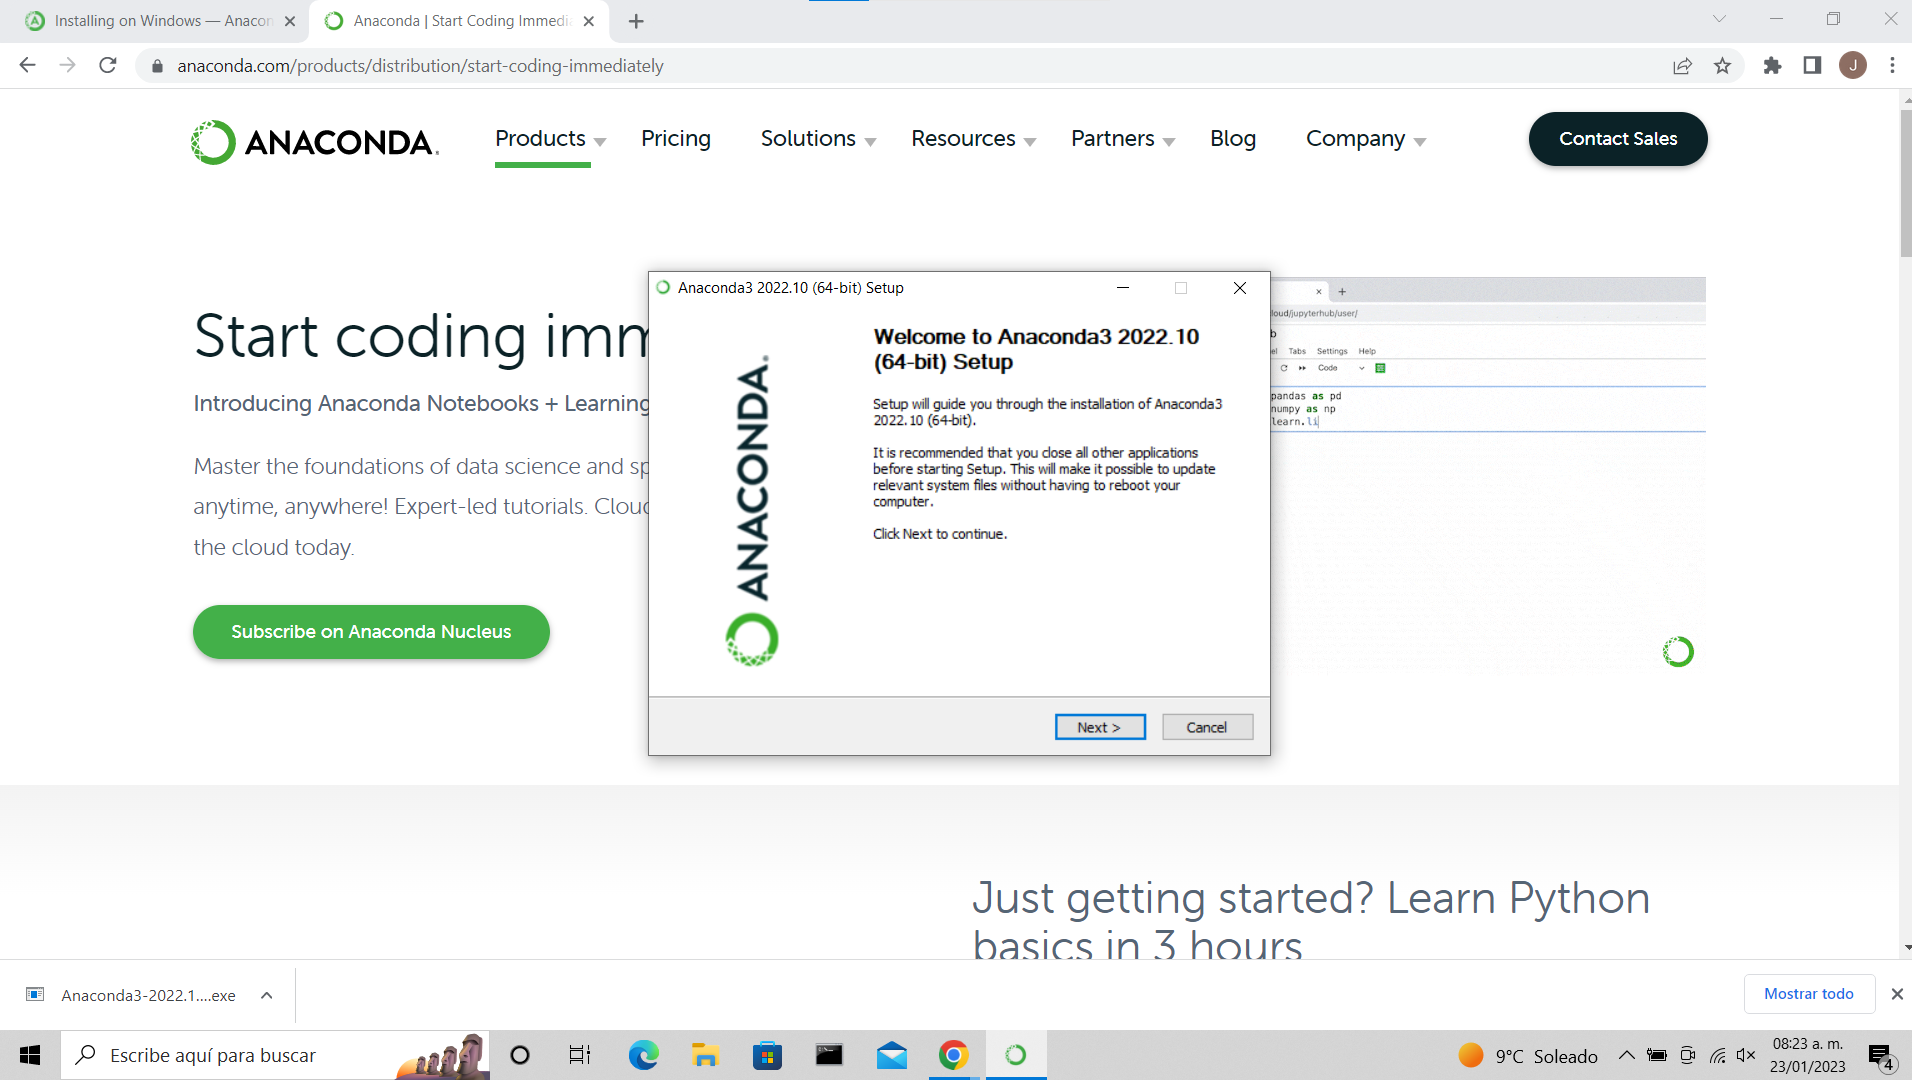 Installing on Windows — Anacon
Anaconda | Start Coding Immedi
anaconda.com/products/distribution/start-coding-immediately
J
ANACONDA.
Products
Pricing
Solutions
Resources
Partners
Blog
Company
Contact Sales
Start coding imm
Introducing Anaconda Notebooks + Learning
Master the foundations of data science and sp
anytime, anywhere! Expert-led tutorials. Cloud
the cloud today.
Subscribe on Anaconda Nucleus
Anaconda3 2022.10 (64-bit) Setup
ANACONDA.
Welcome to Anaconda3 2022.10
(64-bit) Setup
Setup will guide you through the installation of Anaconda3
2022.10 (64-bit).
It is recommended that you close all other applications
before starting Setup. This will make it possible to update
relevant system files without having to reboot your
computer.
Click Next to continue.
Next >
Cancel
loud/jupyterhub/user/
b
el Tabs Settings Help
Code
pandas as pd
numpy as np
learn.li
Just getting started? Learn Python
basics in 3 hours
Anaconda3-2022.1....exe
Mostrar todo
Escribe aquí para buscar
9°C Soleado
08:23 a. m.
23/01/2023
4